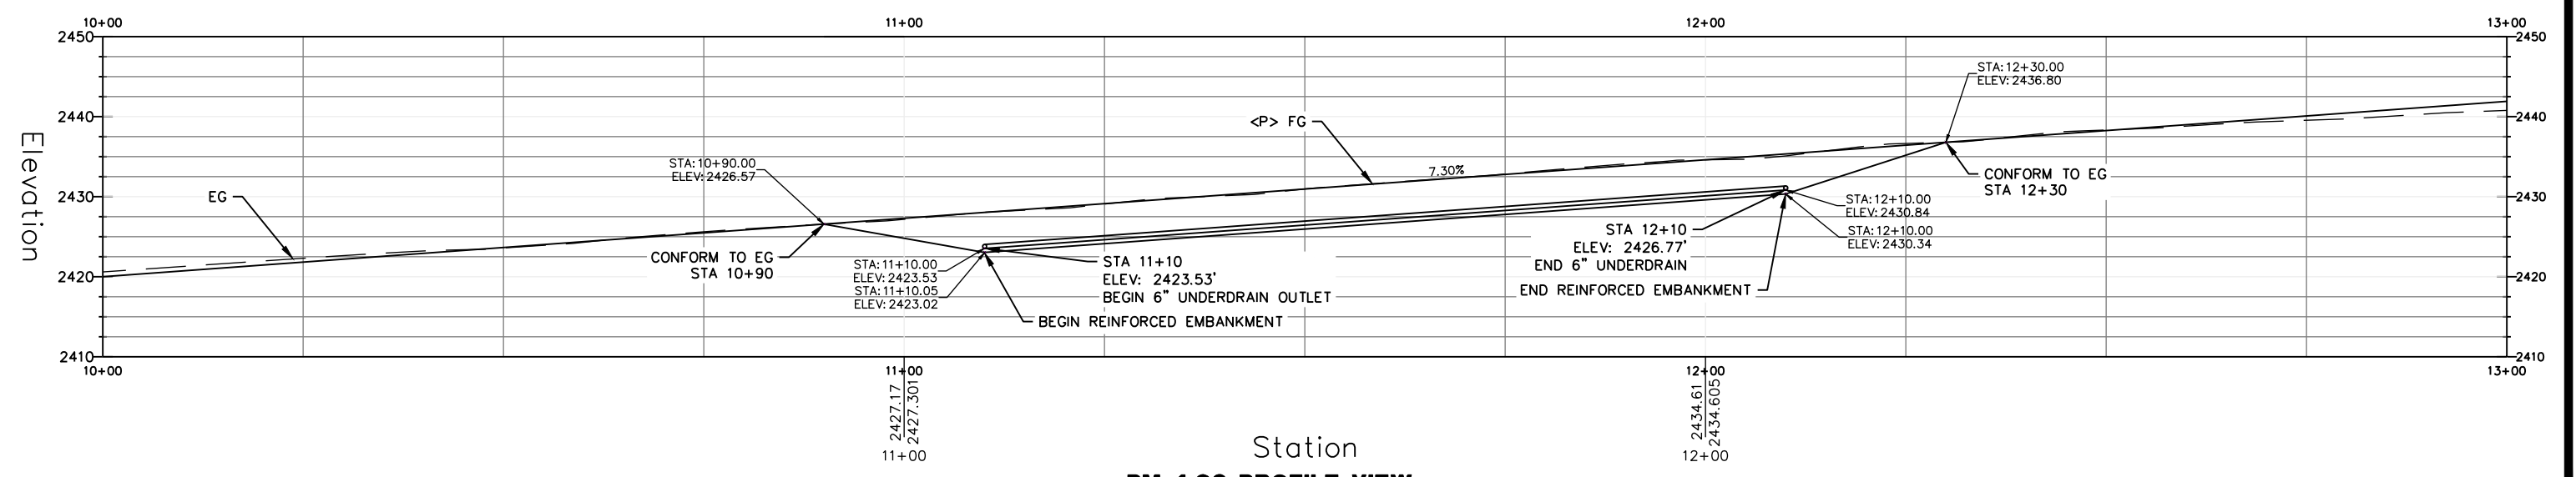 10+00
11+00
12+00
13+00
2450
2450
STA:12+30.00
ELEV:2436.80
2440
2440
<P> FG
STA:10+90.00
ELEV:2426.57
7.30%
CONFORM TO EG
STA 12+30
EG
2430
2430
STA:12+10.00
ELEV:2430.84
STA 12+10
ELEV: 2426.77'
END 6" UNDERDRAIN
STA:12+10.00
ELEV:2430.34
CONFORM TO EG
STA 10+90
STA:11+10.00
ELEV:2423.53
STA 11+10
ELEV: 2423.53'
BEGIN 6" UNDERDRAIN OUTLET
2420
2420
STA:11+10.05
ELEV:2423.02
END REINFORCED EMBANKMENT
BEGIN REINFORCED EMBANKMENT
2410
2410
Elevation
10+00
11+00
12+00
13+00
2427.17
2427.301
2434.61
2434.605
11+00
12+00
Station